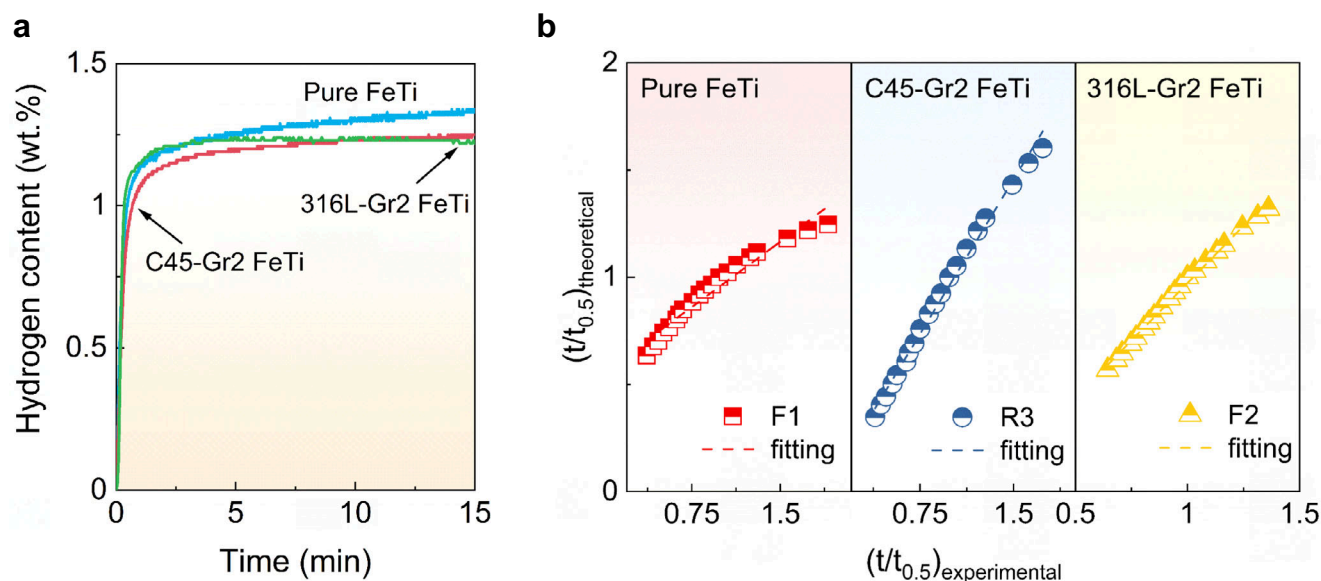 a
1.5
1
0.5
0
Hydrogen content (wt.%)
Pure FeTi
316L-Gr2 FeTi
C45-Gr2 FeTi
0 5 10 15
Time (min)
b
2
1
0
(t/t0.5)theoretical
Pure FeTi
F1
fitting
0.75 1.5
C45-Gr2 FeTi
R3
fitting
0.75 1.5
316L-Gr2 FeTi
F2
fitting
0.5 1 1.5
(t/t0.5)experimental